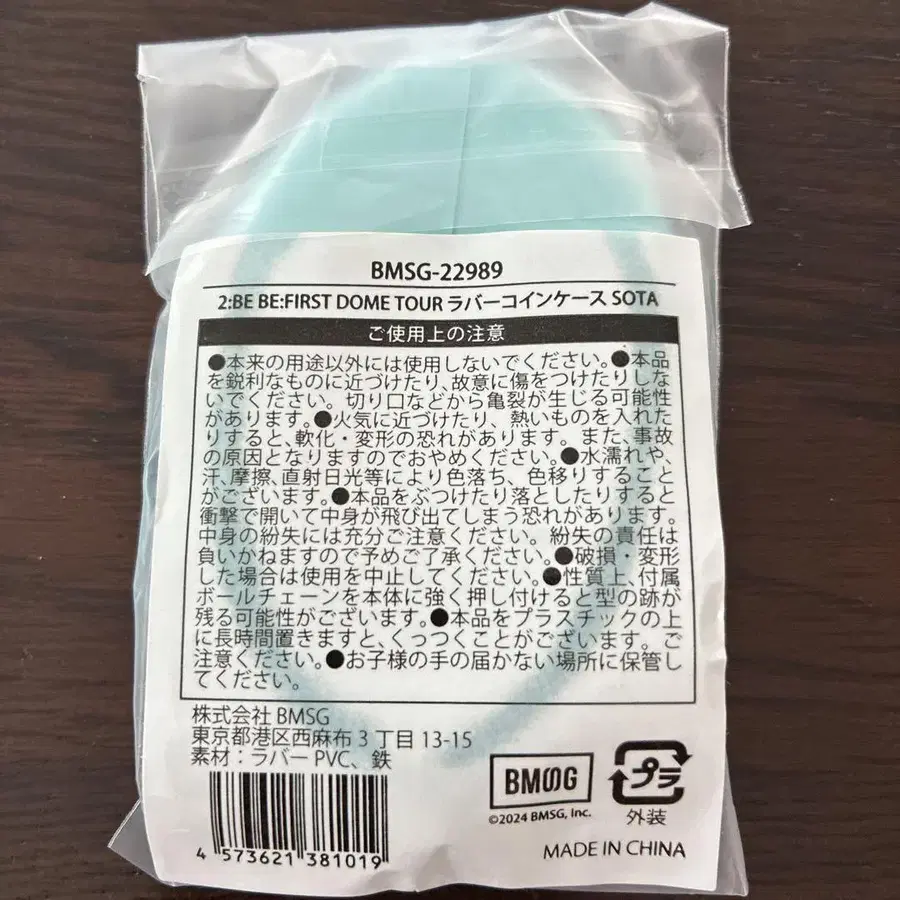 BMSG-22989
2:BE BE:FIRST DOME TOUR ラバーコインケース SOTA
ご使用上の注意
●本来の用途以外には使用しないでください。●本品
を鋭利なものに近づけたり、故意に傷をつけたりしな
いでください。切り口などから亀裂が生じる可能性
があります。●火気に近づけたり、熱いものを入れた
りすると、軟化・変形の恐れがあります。また、事故
の原因となりますのでおやめください。●水濡れや、
汗、摩擦、直射日光等により色落ち、色移りすること
がございます。●本品をぶつけたり落としたりすると
衝撃で開いて中身が飛び出てしまう恐れがあります。
中身の紛失には充分ご注意ください。紛失の責任は
負いかねますので予めご了承ください。●破損・変形
した場合は使用を中止してください。●性質上、付属
ボールチェーンを本体に強く押し付けると型の跡が
残る可能性がございます。●本品をプラスチックの上
に長時間置きますと、くっつくことがございます。ご
注意ください。●お子様の手の届かない場所に保管し
てください。
株式会社 BMSG
東京都港区西麻布 3 丁目 13-15
素材：ラバー PVC、鉄
BMSG
©2024 BMSG, Inc.
プラ
外装
MADE IN CHINA
4 573621 381019